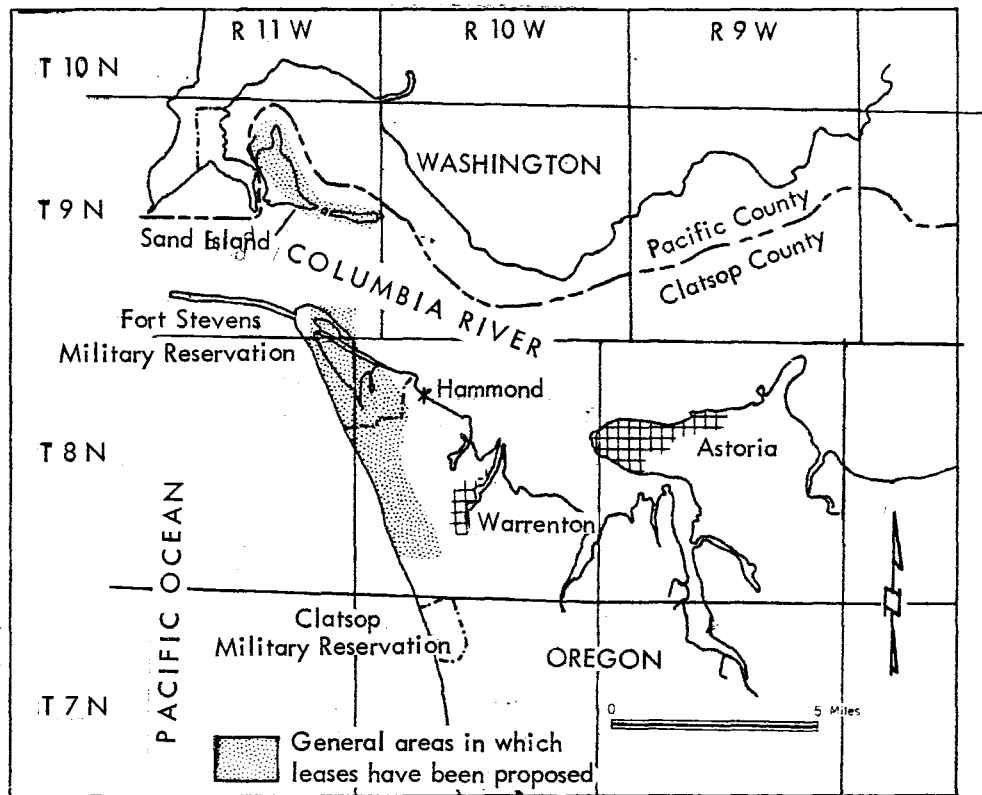 R 11 W
R 10 W
R 9 W
T 10 N
WASHINGTON
T 9 N
Pacific County
Sand Island
Clatsop County
COLUMBIA RIVER
Fort Stevens
Military Reservation
Hammond
T 8 N
Astoria
Warrenton
PACIFIC OCEAN
Clatsop
Military Reservation
OREGON
T 7 N
0
5 Miles
General areas in which
leases have been proposed